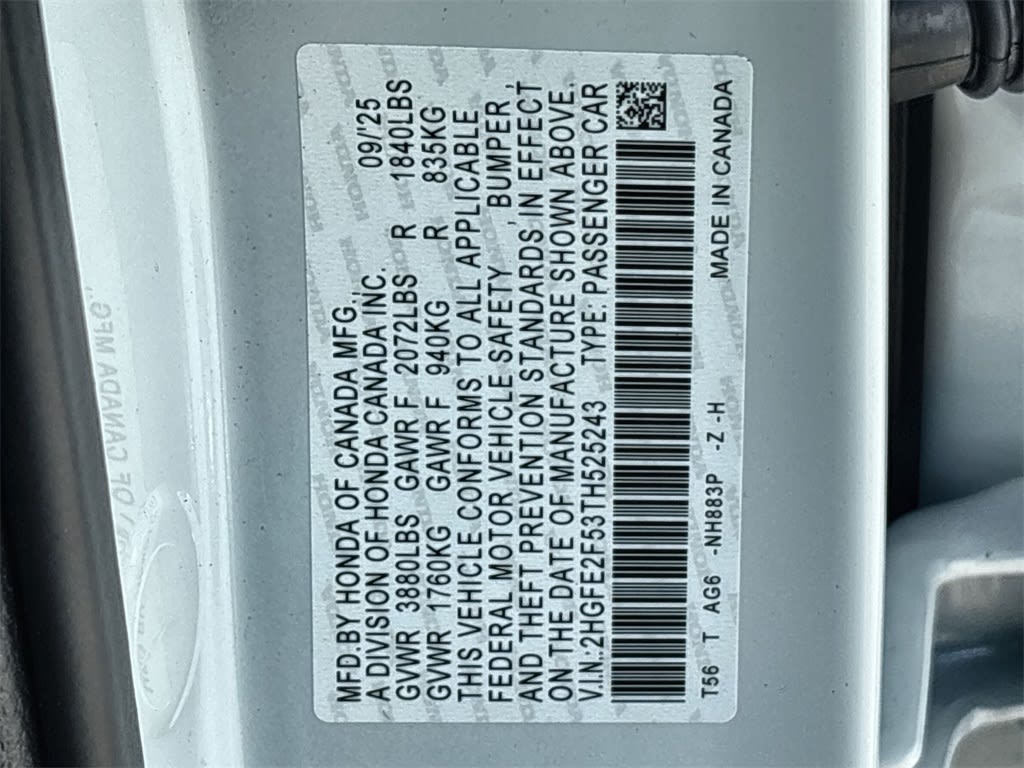 MFD.BY HONDA OF CANADA MFG.,
A DIVISION OF HONDA CANADA INC. 09/'25
GVWR 3880LBS GAWR F 2072LBS R 1840LBS
GVWR 1760KG GAWR F 940KG R 835KG
THIS VEHICLE CONFORMS TO ALL APPLICABLE
FEDERAL MOTOR VEHICLE SAFETY , BUMPER ,
AND THEFT PREVENTION STANDARDS IN EFFECT
ON THE DATE OF MANUFACTURE SHOWN ABOVE.
V.I.N.:2HGFE2F53TH525243 TYPE: PASSENGER CAR
T56 T AG6 -NH883P -Z -H MADE IN CANADA